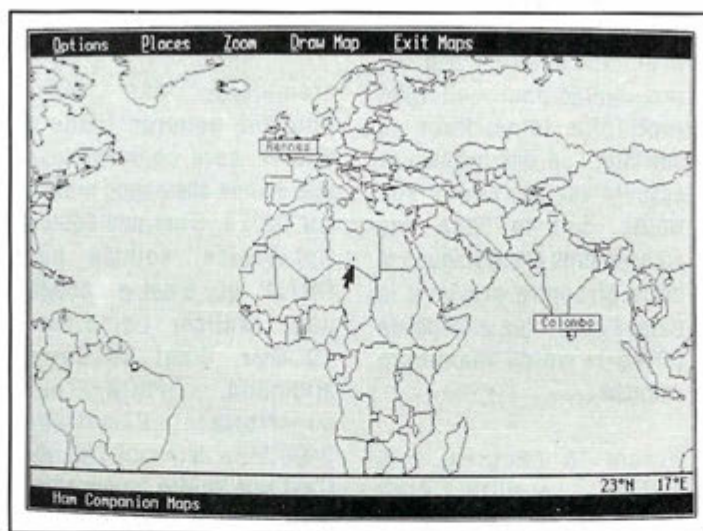 Options Places Zoom Draw Map Exit Maps
Rennes
Colombo
23°N 17°E
Ham Companion Maps